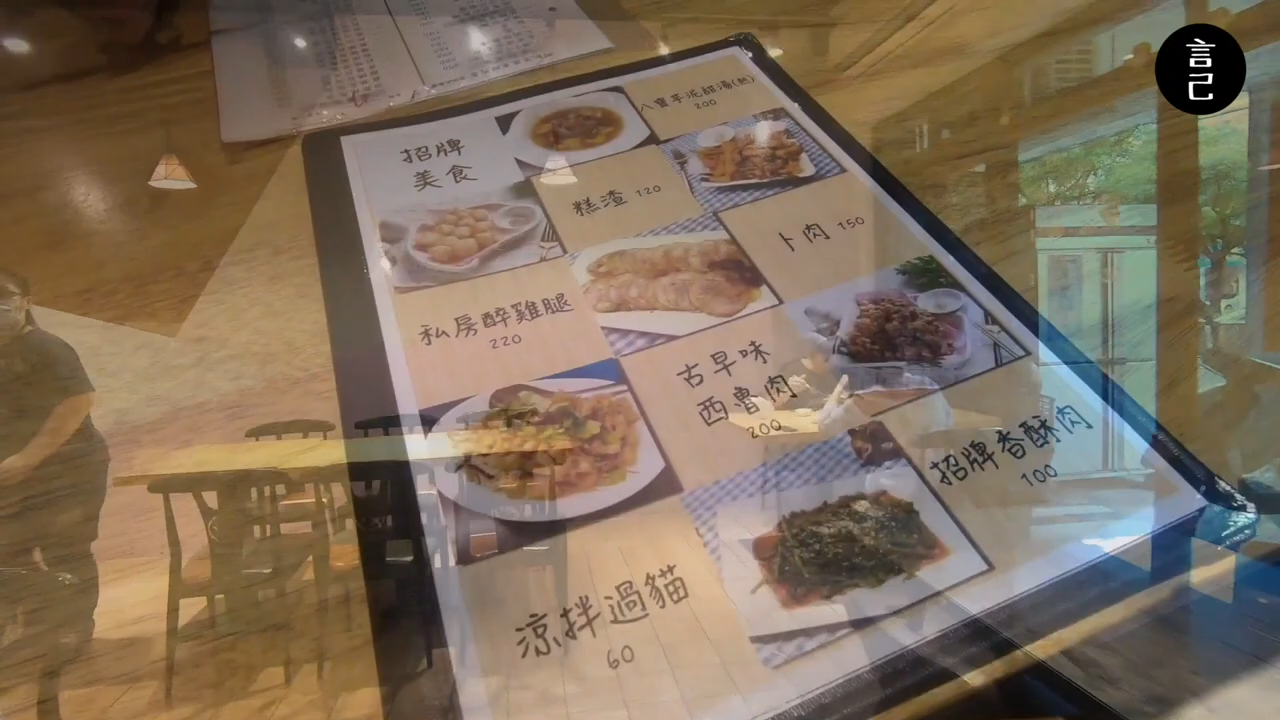 言
己
招牌
美食
八寶芋泥甜湯(熱)
200
糕渣 120
卜肉 150
私房醉雞腿
220
古早味
西魯肉
200
招牌香酥肉
100
涼拌過貓
60